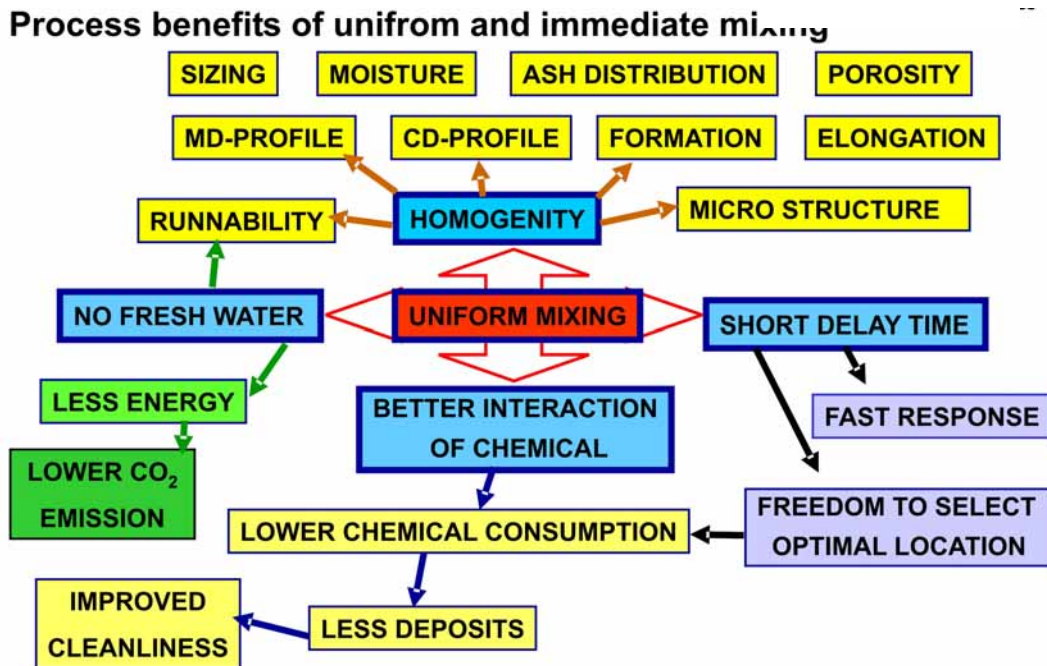 Process benefits of unifrom and immediate mixing
SIZING MOISTURE ASH DISTRIBUTION POROSITY
MD-PROFILE CD-PROFILE FORMATION ELONGATION
RUNNABILITY HOMOGENITY MICRO STRUCTURE
NO FRESH WATER UNIFORM MIXING SHORT DELAY TIME
LESS ENERGY
BETTER INTERACTION
OF CHEMICAL
FAST RESPONSE
LOWER CO₂
EMISSION
LOWER CHEMICAL CONSUMPTION
FREEDOM TO SELECT
OPTIMAL LOCATION
IMPROVED
CLEANLINESS
LESS DEPOSITS